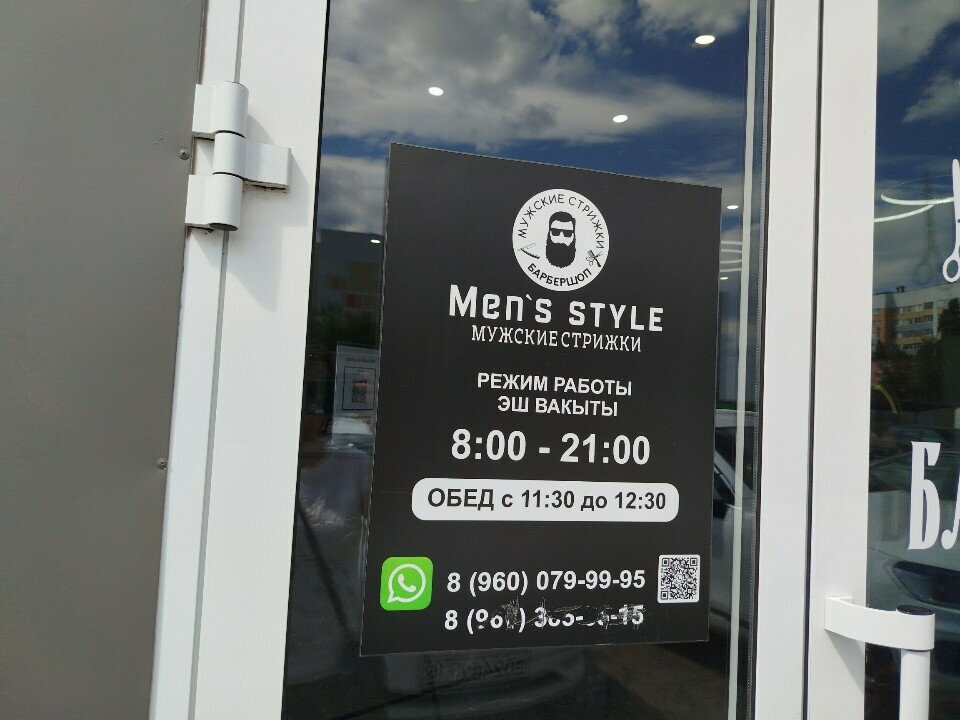 МУЖСКИЕ СТРИЖКИ
БАРБЕРШОП
Men`s STYLE
МУЖСКИЕ СТРИЖКИ
РЕЖИМ РАБОТЫ
ЭШ ВАКЫТЫ
8:00 - 21:00
ОБЕД с 11:30 до 12:30
8 (960) 079-99-95